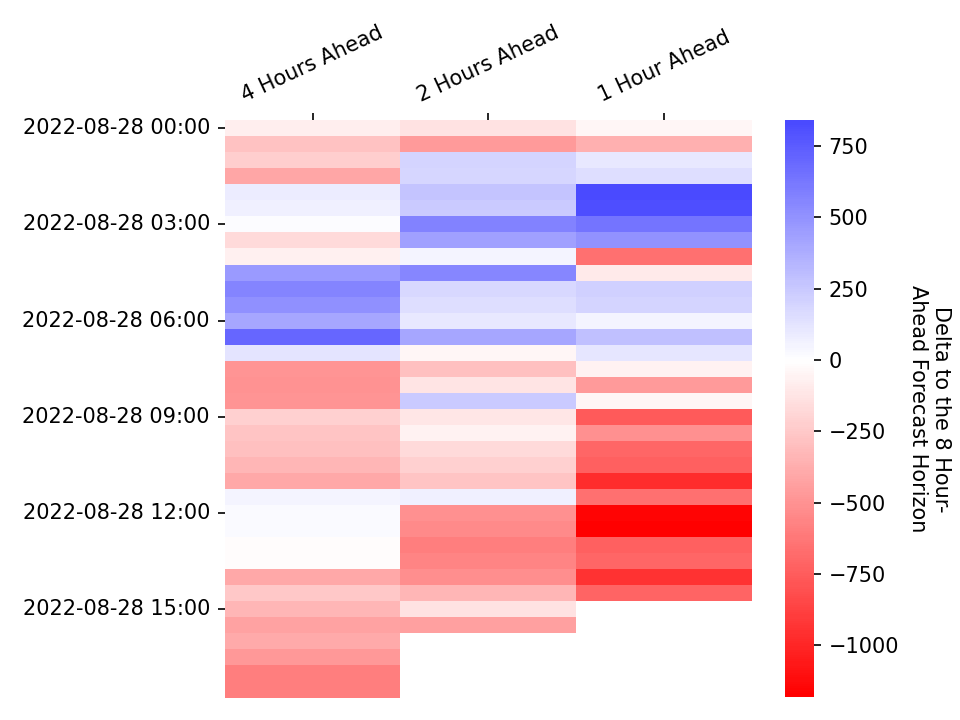 4 Hours Ahead
2 Hours Ahead
1 Hour Ahead
2022-08-28 00:00
2022-08-28 03:00
2022-08-28 06:00
2022-08-28 09:00
2022-08-28 12:00
2022-08-28 15:00
750
500
250
0
−250
−500
−750
−1000
Delta to the 8 Hour-
Ahead Forecast Horizon